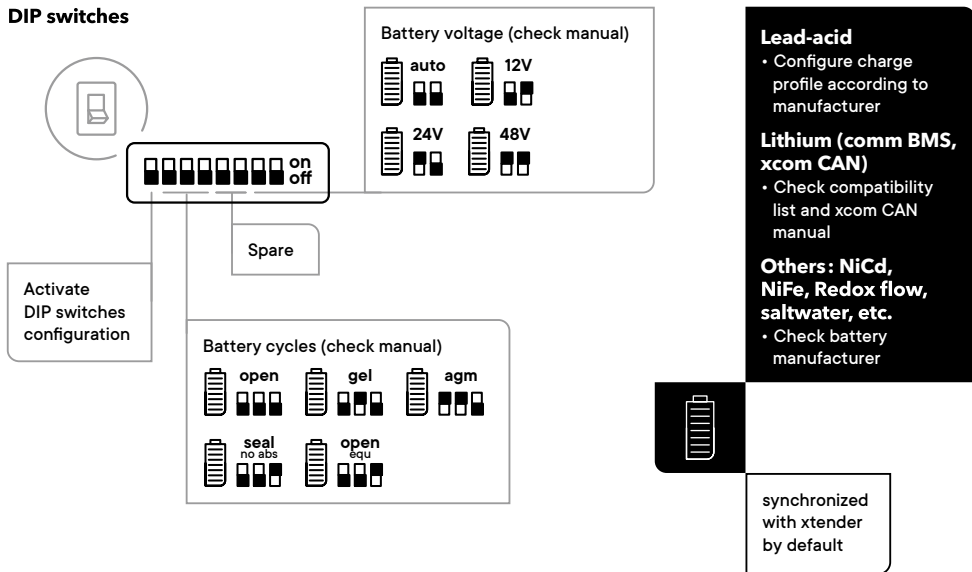 DIP switches
on
off
Battery voltage (check manual)
auto
12V
24V
48V
Spare
Activate
DIP switches
configuration
Battery cycles (check manual)
open
gel
agm
seal
no abs
open
equ
Lead-acid
• Configure charge
profile according to
manufacturer
Lithium (comm BMS,
xcom CAN)
• Check compatibility
list and xcom CAN
manual
Others: NiCd,
NiFe, Redox flow,
saltwater, etc.
• Check battery
manufacturer
synchronized
with xtender
by default